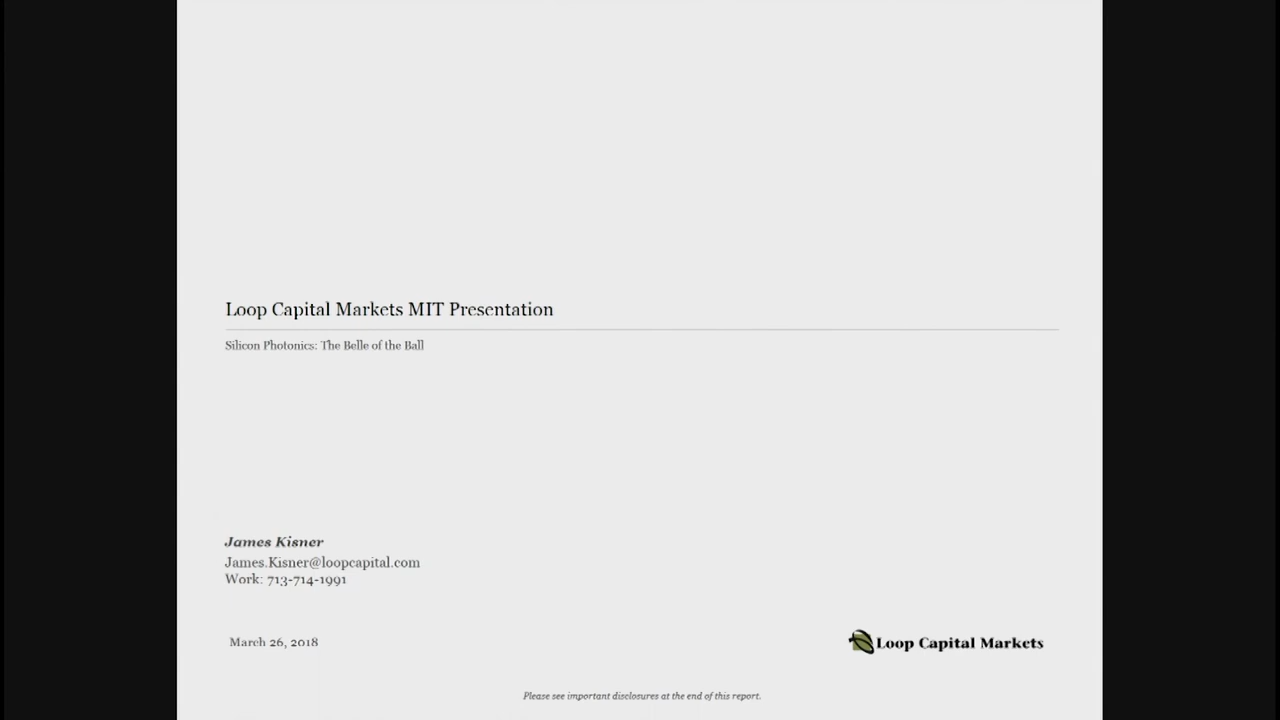 Loop Capital Markets MIT Presentation
Silicon Photonics: The Belle of the Ball
James Kisner
James.Kisner@loopcapital.com
Work: 713-714-1991
March 26, 2018
Loop Capital Markets
Please see important disclosures at the end of this report.